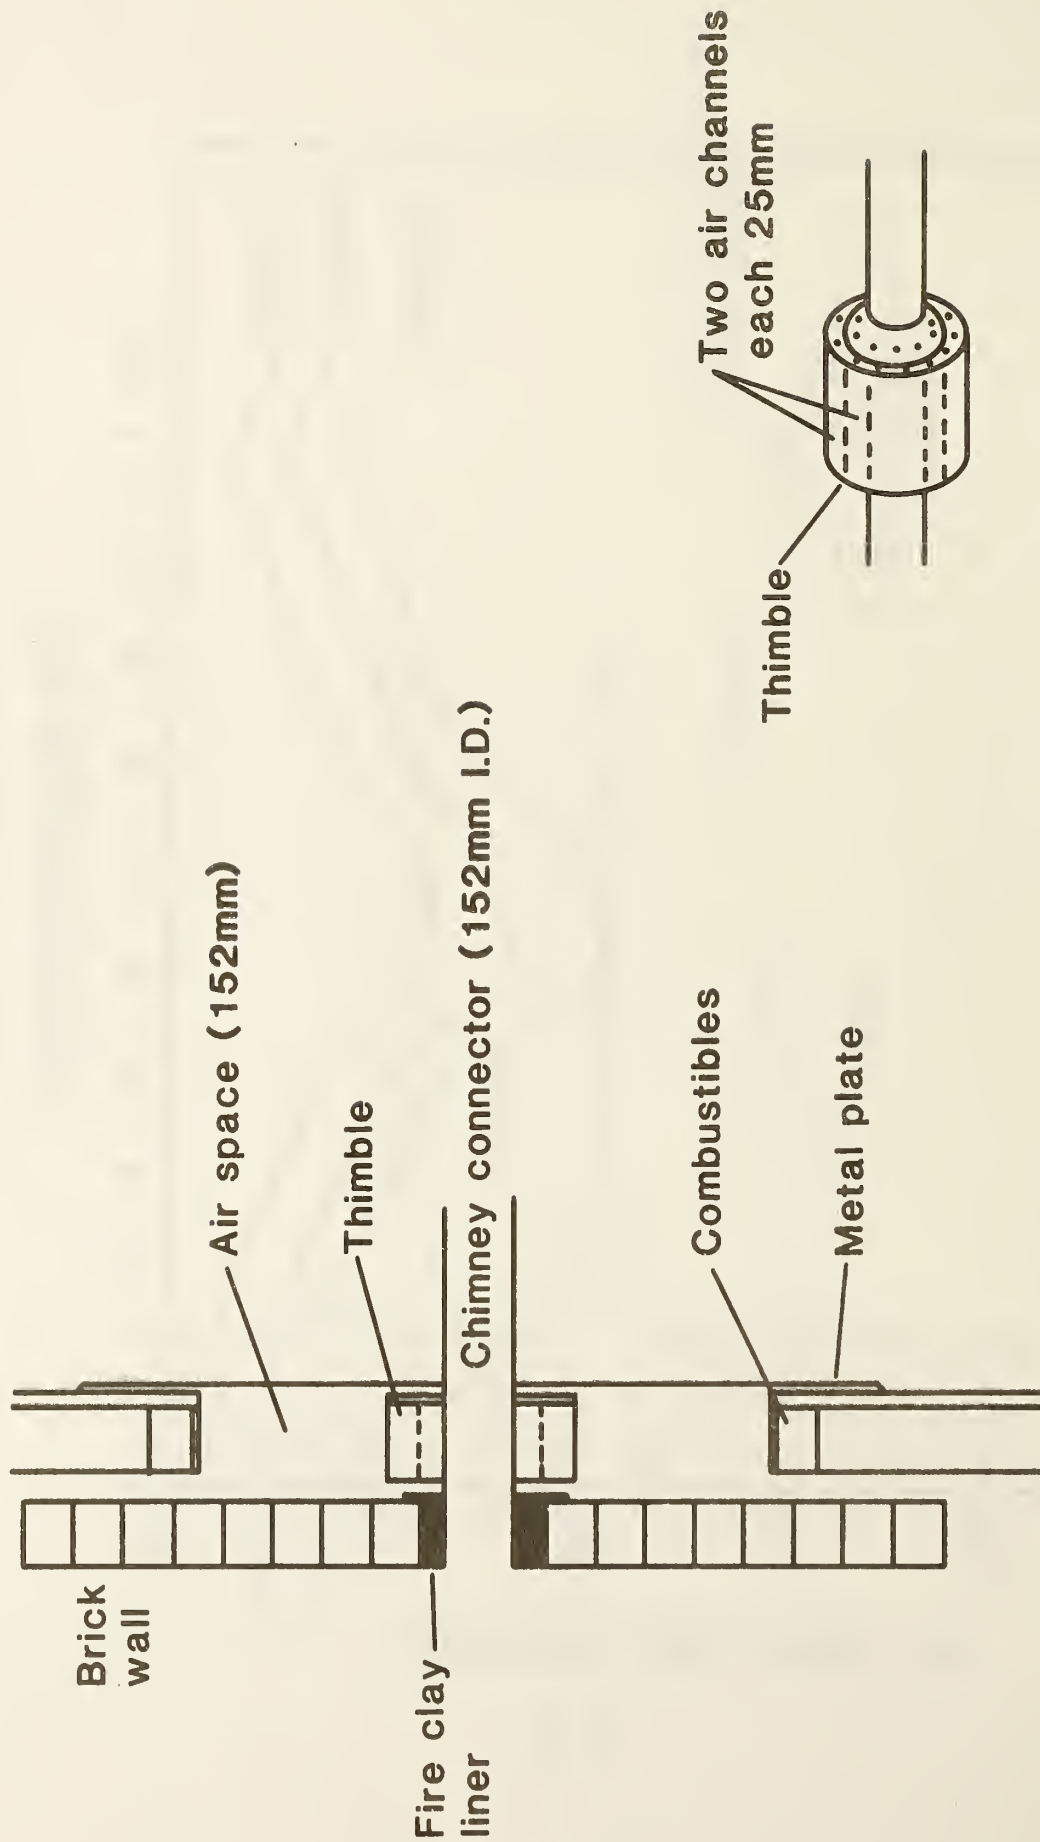 Brick
wall
Air space (152mm)
Thimble
Fire clay
liner
Chimney connector (152mm I.D.)
Combustibles
Metal plate
Two air channels
each 25mm
Thimble